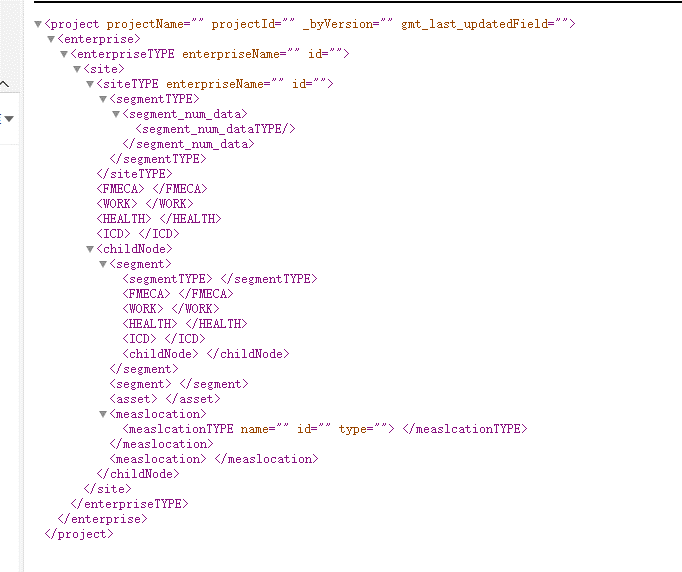 <project projectName="" projectId="" _byVersion="" gmt_last_updatedField="">
<enterprise>
<enterpriseTYPE enterpriseName="" id="">
<site>
<siteTYPE enterpriseName="" id="">
<segmentTYPE>
<segment_num_data>
<segment_num_dataTYPE/>
</segment_num_data>
</segmentTYPE>
</siteTYPE>
<FMECA> </FMECA>
<WORK> </WORK>
<HEALTH> </HEALTH>
<ICD> </ICD>
<childNode>
<segment>
<segmentTYPE> </segmentTYPE>
<FMECA> </FMECA>
<WORK> </WORK>
<HEALTH> </HEALTH>
<ICD> </ICD>
<childNode> </childNode>
</segment>
<segment> </segment>
<asset> </asset>
<measlocation>
<measlcationTYPE name="" id="" type=""> </measlcationTYPE>
</measlocation>
<measlocation> </measlocation>
</childNode>
</site>
</enterpriseTYPE>
</enterprise>
</project>